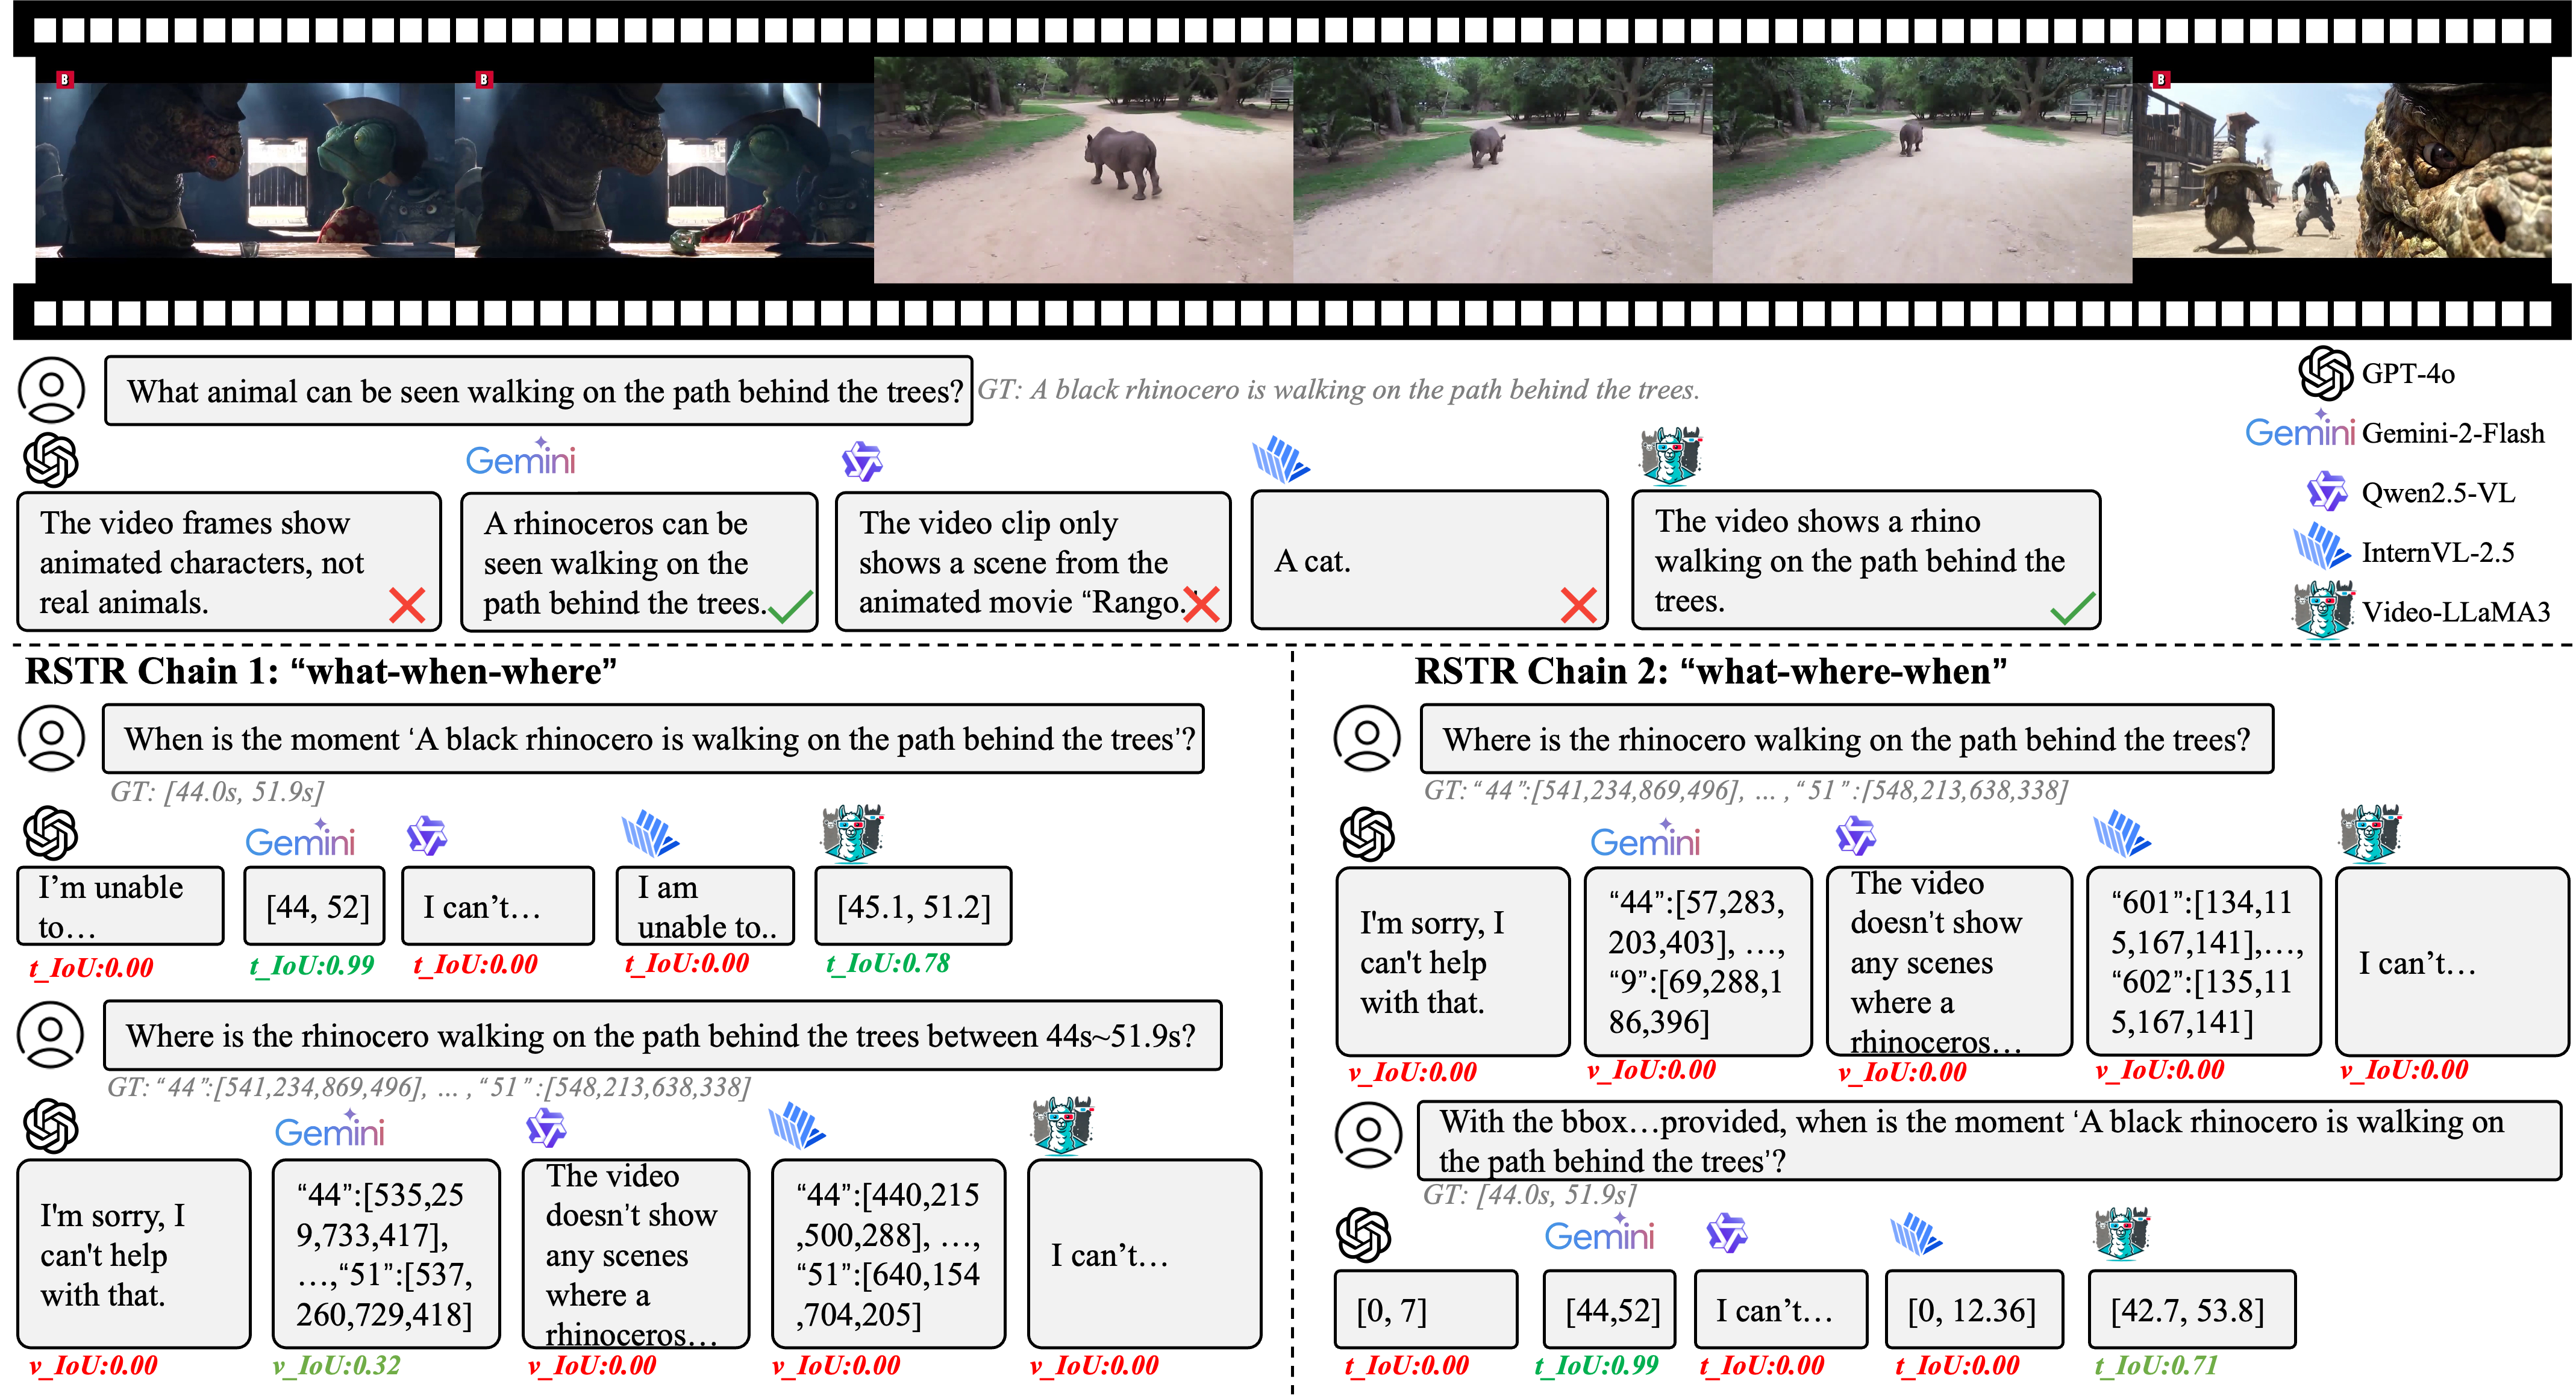 B
B
B
What animal can be seen walking on the path behind the trees?
GT: A black rhinocero is walking on the path behind the trees.
GPT-4o
Gemini
Gemini-2-Flash
Qwen2.5-VL
InternVL-2.5
Video-LLaMA3
The video frames show
animated characters, not
real animals.
Gemini
A rhinoceros can be
seen walking on the
path behind the trees.
The video clip only
shows a scene from the
animated movie “Rango.”
A cat.
The video shows a rhino
walking on the path behind the
trees.
RSTR Chain 1: “what-when-where”
When is the moment ‘A black rhinocero is walking on the path behind the trees’?
GT: [44.0s, 51.9s]
I’m unable
to…
t_IoU:0.00
Gemini
[44, 52]
t_IoU:0.99
I can’t…
t_IoU:0.00
I am
unable to..
t_IoU:0.00
[45.1, 51.2]
t_IoU:0.78
Where is the rhinocero walking on the path behind the trees between 44s~51.9s?
GT: “44”:[541,234,869,496], … , “51” :[548,213,638,338]
I'm sorry, I
can't help
with that.
v_IoU:0.00
Gemini
“44”:[535,25
9,733,417],
…,“51”:[537,
260,729,418]
v_IoU:0.32
The video
doesn’t show
any scenes
where a
rhinoceros…
v_IoU:0.00
“44”:[440,215
,500,288], …,
“51”:[640,154
,704,205]
v_IoU:0.00
I can’t…
v_IoU:0.00
RSTR Chain 2: “what-where-when”
Where is the rhinocero walking on the path behind the trees?
GT: “44”:[541,234,869,496], … , “51” :[548,213,638,338]
I'm sorry, I
can't help
with that.
v_IoU:0.00
Gemini
“44”:[57,283,
203,403], …,
“9”:[69,288,1
86,396]
v_IoU:0.00
The video
doesn’t show
any scenes
where a
rhinoceros…
v_IoU:0.00
“601”:[134,11
5,167,141],…,
“602”:[135,11
5,167,141]
v_IoU:0.00
I can’t…
v_IoU:0.00
With the bbox…provided, when is the moment ‘A black rhinocero is walking on
the path behind the trees’?
GT: [44.0s, 51.9s]
[0, 7]
t_IoU:0.00
Gemini
[44,52]
t_IoU:0.99
I can’t…
t_IoU:0.00
[0, 12.36]
t_IoU:0.00
[42.7, 53.8]
t_IoU:0.71